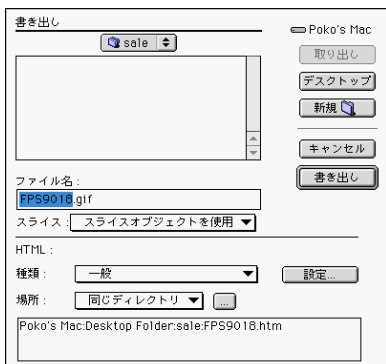 書き出し
Poko's Mac
sale
取り出し
デスクトップ
新規
キャンセル
書き出し
ファイル名 :
FPS9018.gif
スライス : スライスオブジェクトを使用
HTML :
種類 : 一般
設定...
場所 : 同じディレクトリ ...
Poko's Mac:Desktop Folder:sale:FPS9018.htm